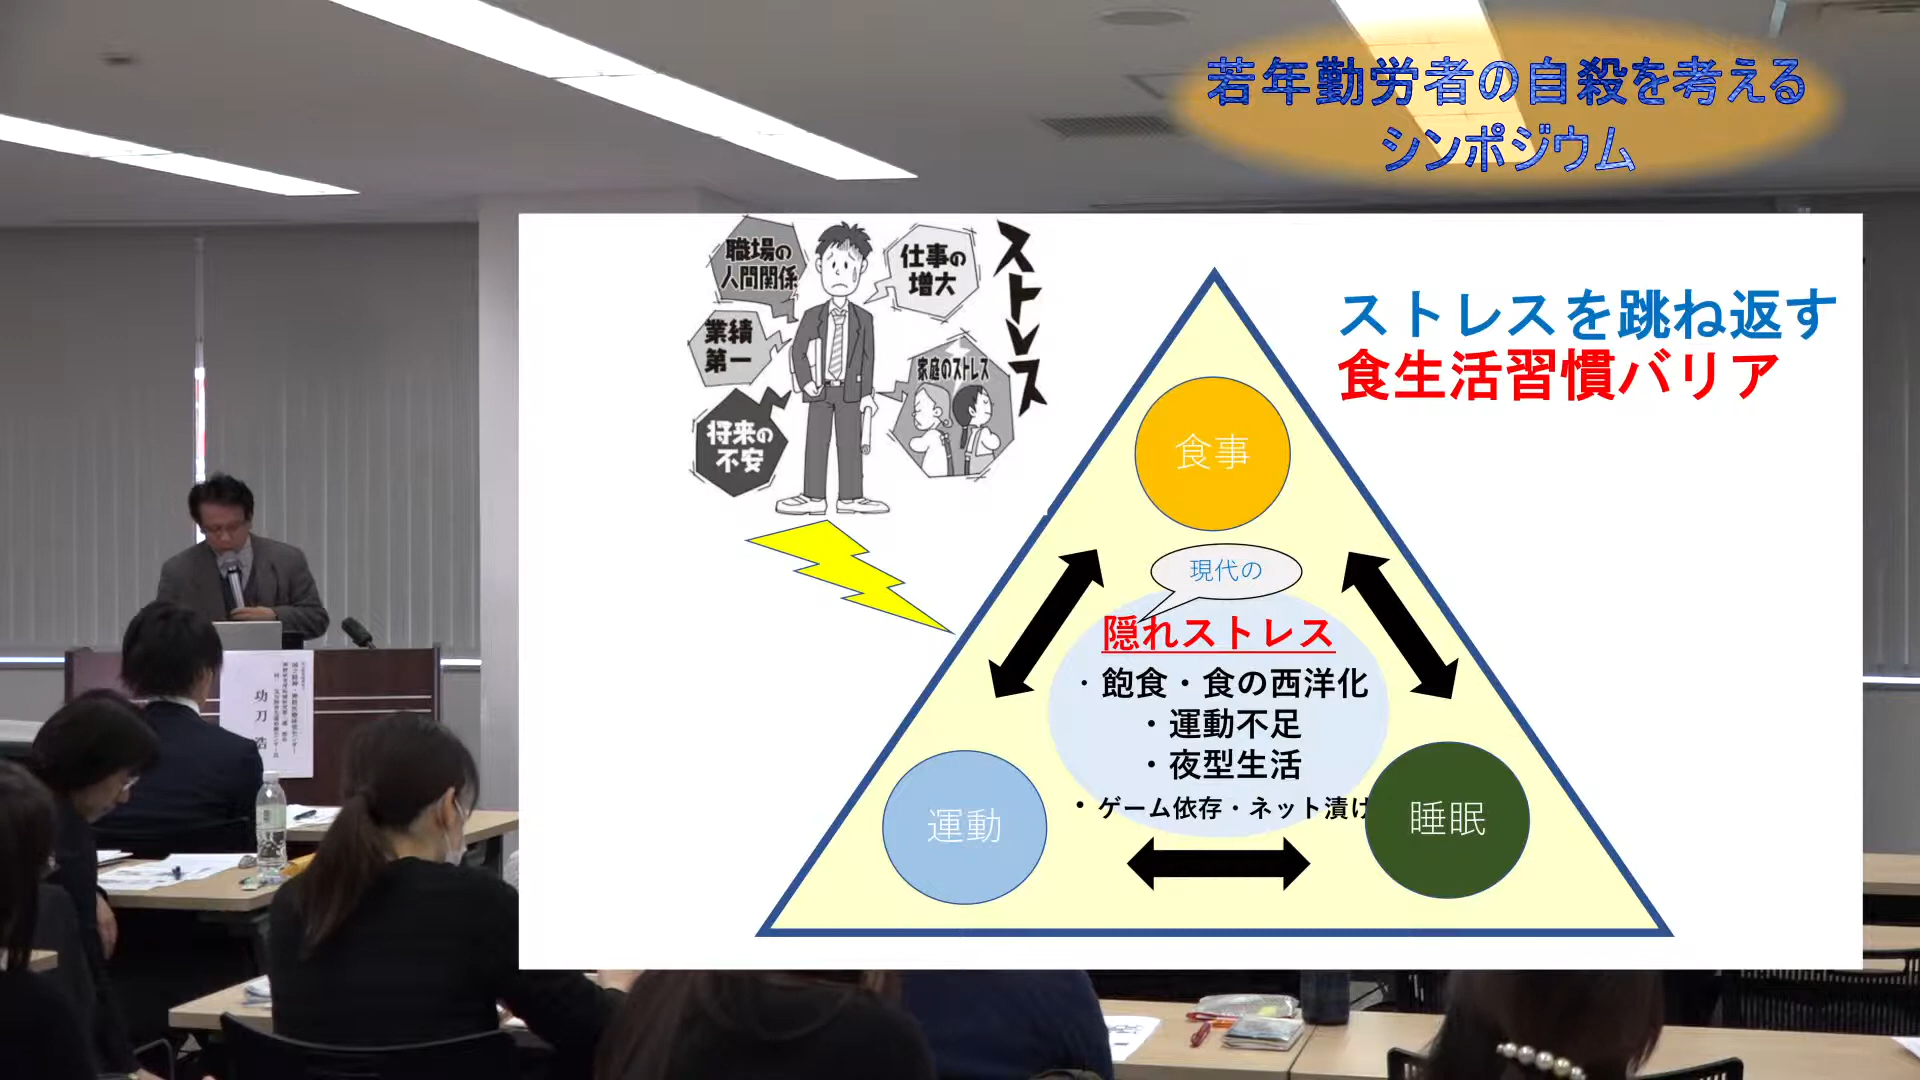 若年勤労者の自殺を考える
シンポジウム
職場の
人間関係
仕事の
増大
業績
第一
家庭のストレス
将来の
不安
ストレス
ストレスを跳ね返す
食生活習慣バリア
食事
現代の
隠れストレス
・飽食・食の西洋化
・運動不足
・夜型生活
・ゲーム依存・ネット漬け
運動
睡眠
功刀浩